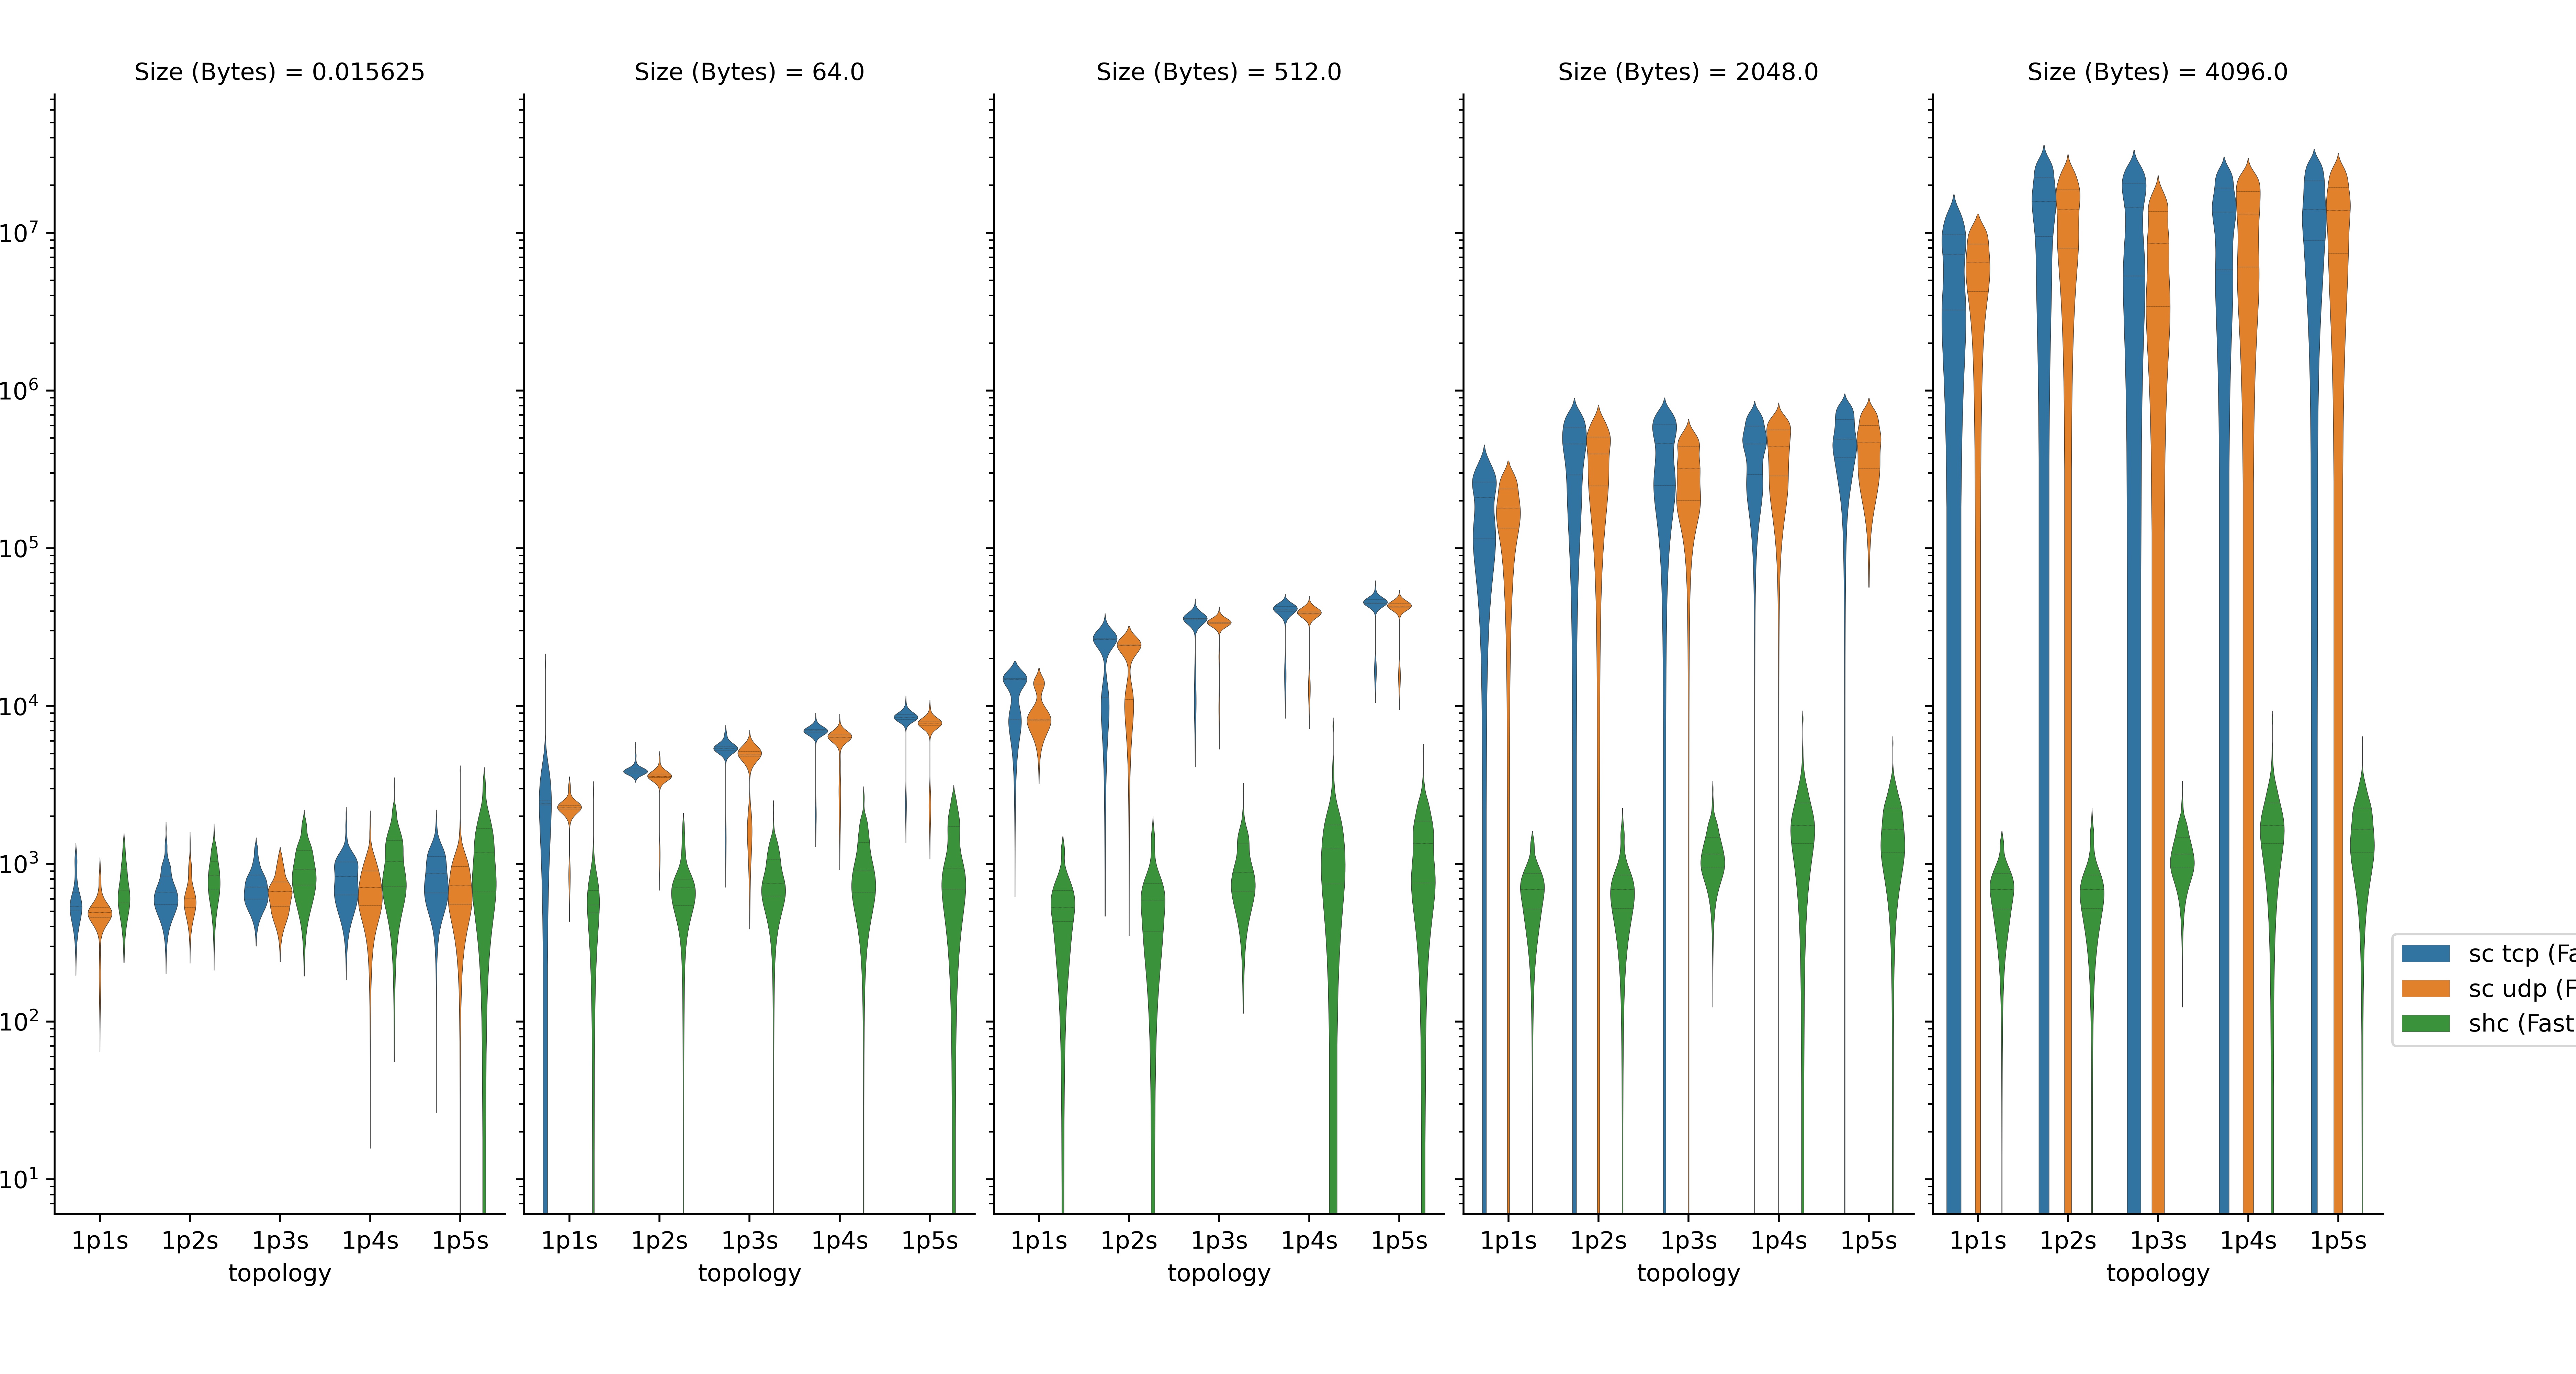 Size (Bytes) = 0.015625
Size (Bytes) = 64.0
Size (Bytes) = 512.0
Size (Bytes) = 2048.0
Size (Bytes) = 4096.0
10⁷
10⁶
10⁵
10⁴
10³
10²
10¹
sc tcp (Fa
sc udp (F
shc (Fast
1p1s 1p2s 1p3s 1p4s 1p5s
1p1s 1p2s 1p3s 1p4s 1p5s
1p1s 1p2s 1p3s 1p4s 1p5s
1p1s 1p2s 1p3s 1p4s 1p5s
1p1s 1p2s 1p3s 1p4s 1p5s
topology
topology
topology
topology
topology